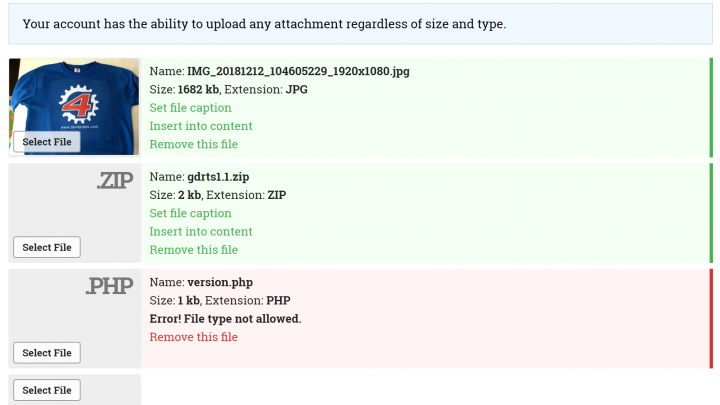 Your account has the ability to upload any attachment regardless of size and type.
4
Select File
Name: IMG_20181212_104605229_1920x1080.jpg
Size: 1682 kb, Extension: JPG
Set file caption
Insert into content
Remove this file
.ZIP
Select File
Name: gdrts1.1.zip
Size: 2 kb, Extension: ZIP
Set file caption
Insert into content
Remove this file
.PHP
Select File
Name: version.php
Size: 1 kb, Extension: PHP
Error! File type not allowed.
Remove this file
Select File